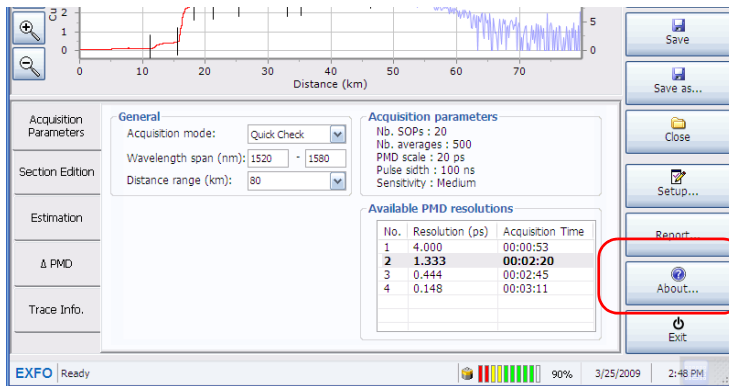 Cu
2
1
0
5
0
0 10 20 30 40 50 60 70
Distance (km)
Acquisition Parameters
Section Edition
Estimation
Δ PMD
Trace Info.
General
Acquisition mode: Quick Check
Wavelength span (nm): 1520 - 1580
Distance range (km): 80
Acquisition parameters
Nb. SOPs : 20
Nb. averages : 500
PMD scale : 20 ps
Pulse sidth : 100 ns
Sensitivity : Medium
Available PMD resolutions
No. Resolution (ps) Acquisition Time
1 4.000 00:00:53
2 1.333 00:02:20
3 0.444 00:02:45
4 0.148 00:03:11
Save
Save as...
Close
Setup...
Report...
About...
Exit
EXFO Ready 90% 3/25/2009 2:48 PM